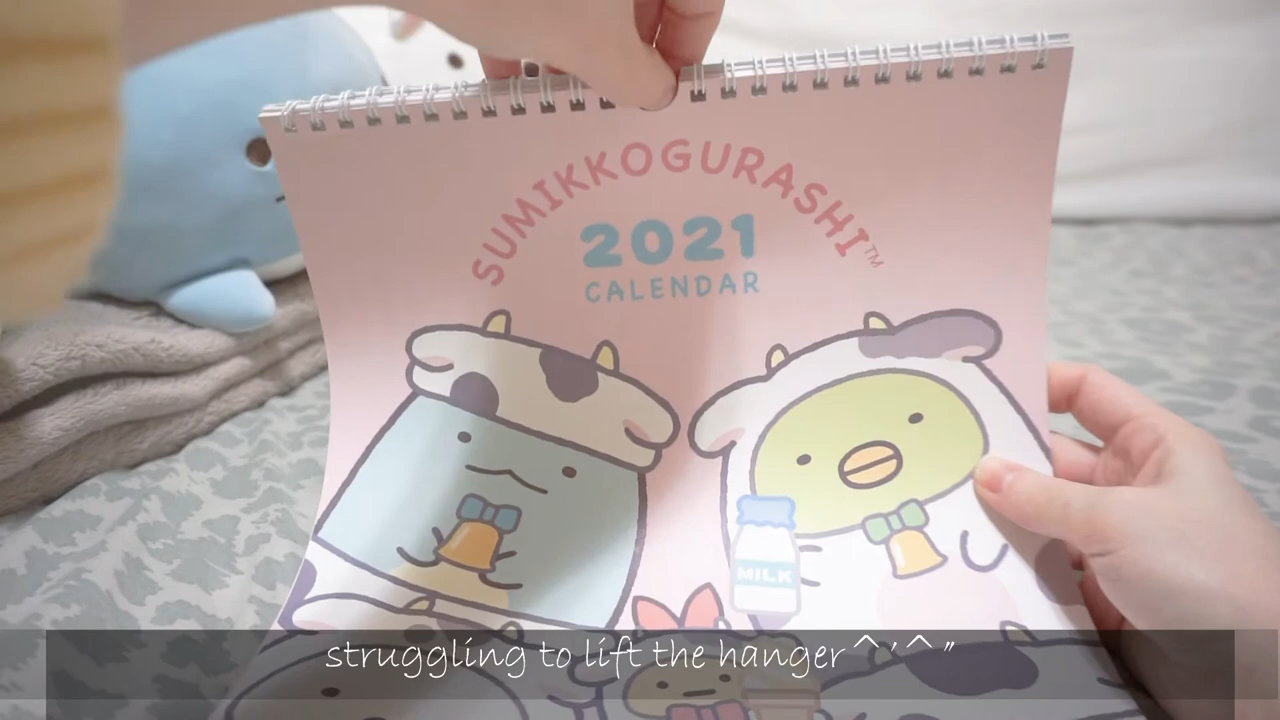 SUMIKKOGURASHI™
2021
CALENDAR
MILK
struggling to lift the hanger^'^"